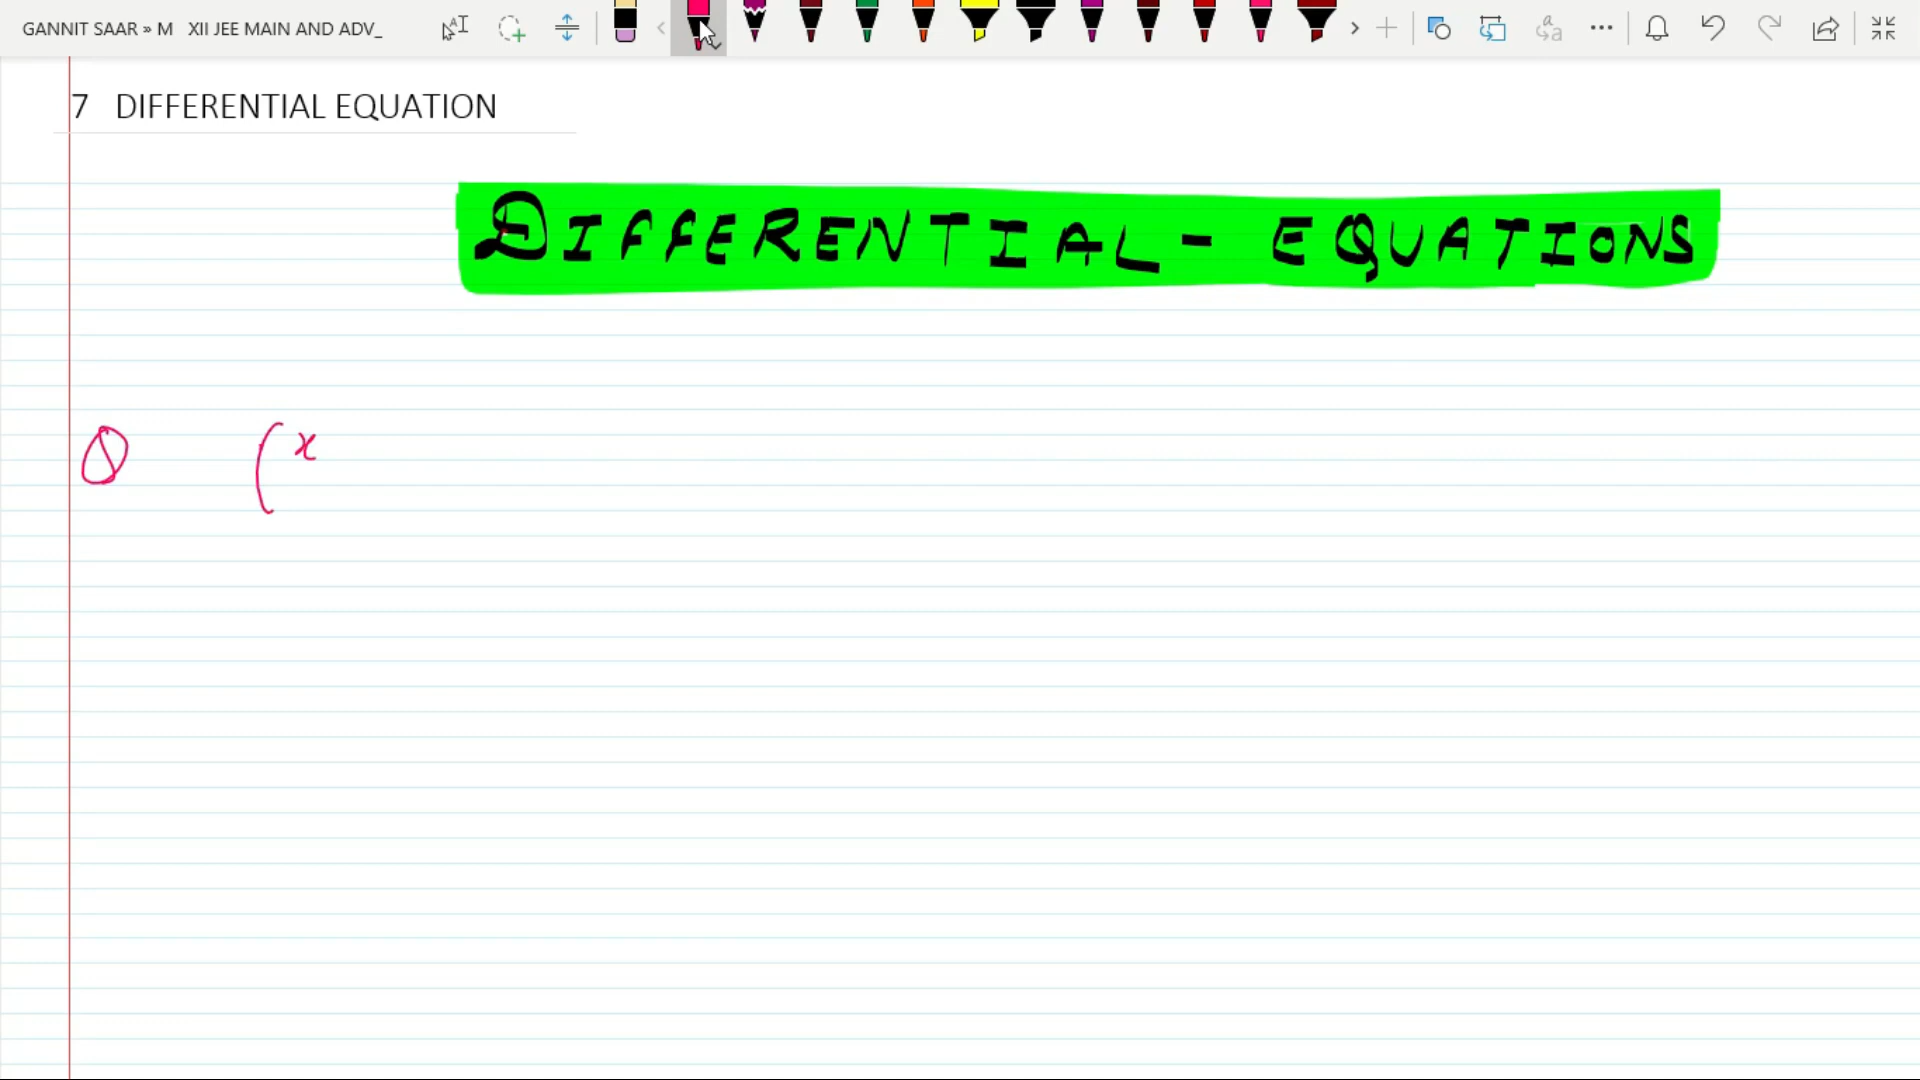 GANNIT SAAR » M XII JEE MAIN AND ADV_
7 DIFFERENTIAL EQUATION
DIFFERENTIAL - EQUATIONS
Q (x